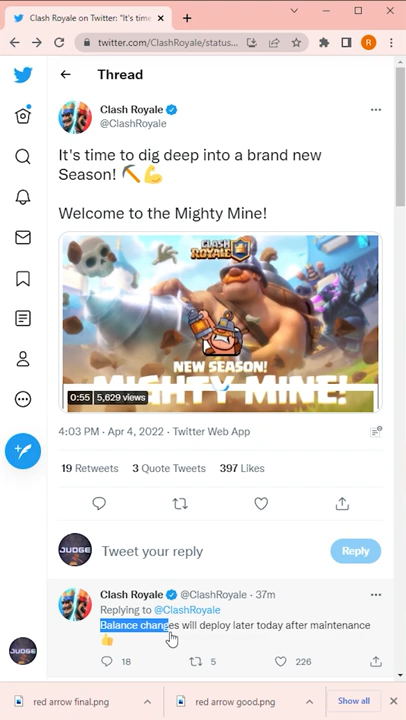 Clash Royale on Twitter: "It's time
twitter.com/ClashRoyale/status...
R
Thread
Clash Royale
@ClashRoyale
It's time to dig deep into a brand new
Season! ⛏️💪
Welcome to the Mighty Mine!
CLASH
ROYALE
NEW SEASON!
MIGHTY MINE!
0:55 5,629 views
4:03 PM · Apr 4, 2022 · Twitter Web App
19 Retweets 3 Quote Tweets 397 Likes
JUDGE
Tweet your reply
Reply
Clash Royale @ClashRoyale · 37m
Replying to @ClashRoyale
Balance changes will deploy later today after maintenance
👍
18 5 226
JUDGE
red arrow final.png
red arrow good.png
Show all